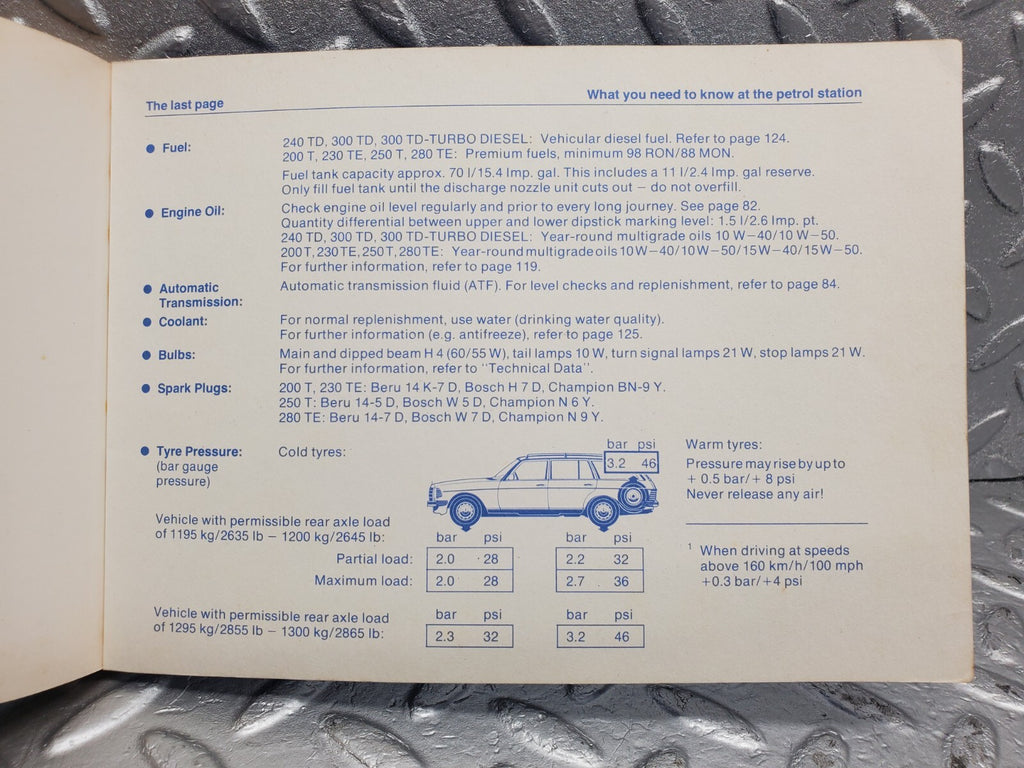 The last page
What you need to know at the petrol station
● Fuel:
240 TD, 300 TD, 300 TD-TURBO DIESEL: Vehicular diesel fuel. Refer to page 124.
200 T, 230 TE, 250 T, 280 TE: Premium fuels, minimum 98 RON/88 MON.
Fuel tank capacity approx. 70 l/15.4 Imp. gal. This includes a 11 l/2.4 Imp. gal reserve.
Only fill fuel tank until the discharge nozzle unit cuts out – do not overfill.
● Engine Oil:
Check engine oil level regularly and prior to every long journey. See page 82.
Quantity differential between upper and lower dipstick marking level: 1.5 l/2.6 Imp. pt.
240 TD, 300 TD, 300 TD-TURBO DIESEL: Year-round multigrade oils 10 W–40/10 W–50.
200 T, 230 TE, 250 T, 280 TE: Year-round multigrade oils 10 W–40/10 W–50/15 W–40/15 W–50.
For further information, refer to page 119.
● Automatic
Transmission:
Automatic transmission fluid (ATF). For level checks and replenishment, refer to page 84.
● Coolant:
For normal replenishment, use water (drinking water quality).
For further information (e.g. antifreeze), refer to page 125.
● Bulbs:
Main and dipped beam H 4 (60/55 W), tail lamps 10 W, turn signal lamps 21 W, stop lamps 21 W.
For further information, refer to "Technical Data".
● Spark Plugs:
200 T, 230 TE: Beru 14 K-7 D, Bosch H 7 D, Champion BN-9 Y.
250 T: Beru 14-5 D, Bosch W 5 D, Champion N 6 Y.
280 TE: Beru 14-7 D, Bosch W 7 D, Champion N 9 Y.
● Tyre Pressure:
(bar gauge
pressure)
Cold tyres:
bar psi
3.2 46
Warm tyres:
Pressure may rise by up to
+ 0.5 bar/+ 8 psi
Never release any air!
Vehicle with permissible rear axle load
of 1195 kg/2635 lb – 1200 kg/2645 lb:
bar psi bar psi
Partial load: 2.0 28 2.2 32
Maximum load: 2.0 28 2.7 36
1 When driving at speeds
above 160 km/h/100 mph
+0.3 bar/+4 psi
Vehicle with permissible rear axle load
of 1295 kg/2855 lb – 1300 kg/2865 lb:
bar psi bar psi
2.3 32 3.2 46